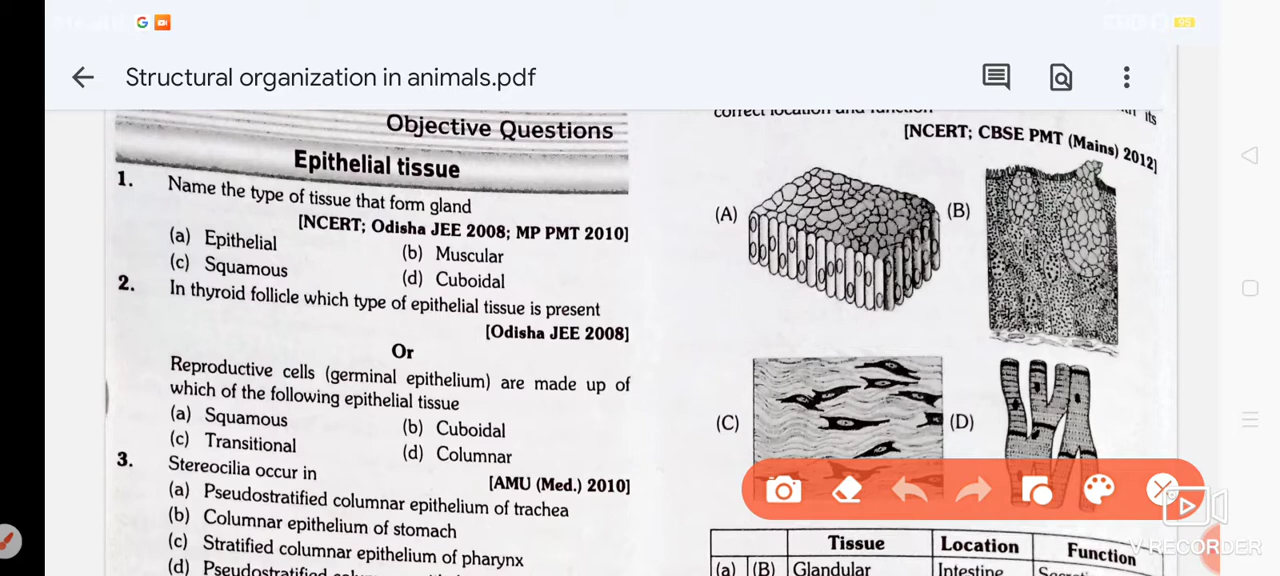 95
Structural organization in animals.pdf
Objective Questions
Epithelial tissue
1. Name the type of tissue that form gland
[NCERT; Odisha JEE 2008; MP PMT 2010]
(a) Epithelial (b) Muscular
(c) Squamous (d) Cuboidal
2. In thyroid follicle which type of epithelial tissue is present
[Odisha JEE 2008]
Or
Reproductive cells (germinal epithelium) are made up of
which of the following epithelial tissue
(a) Squamous (b) Cuboidal
(c) Transitional (d) Columnar
3. Stereocilia occur in
[AMU (Med.) 2010]
(a) Pseudostratified columnar epithelium of trachea
(b) Columnar epithelium of stomach
(c) Stratified columnar epithelium of pharynx
(d) Pseudostratified
correct location and function its
[NCERT; CBSE PMT (Mains) 2012]
(A) (B)
(C) (D)
Tissue Location Function
(a) (B) Glandular Intestine
V RECORDER